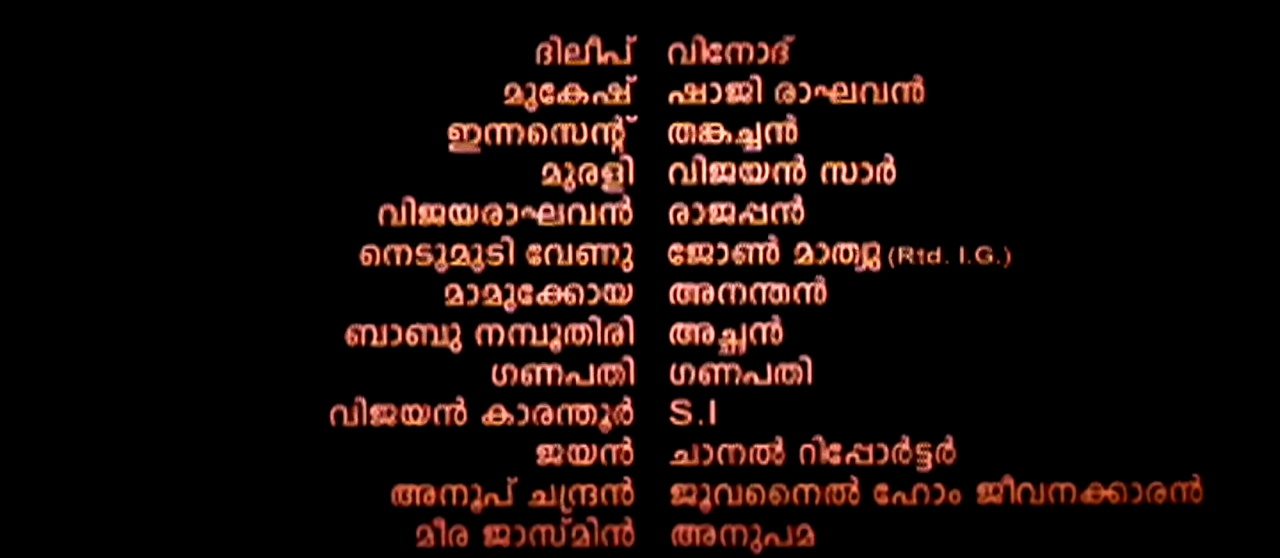 ദിലീപ് വിനോദ്
മുകേഷ് ഷാജി രാഘവൻ
ഇന്നസെന്റ് തങ്കച്ചൻ
മുരളി വിജയൻ സാർ
വിജയരാഘവൻ രാജപ്പൻ
നെടുമുടി വേണു ജോൺ മാത്യു (Rtd. I.G.)
മാമുക്കോയ അനന്തൻ
ബാബു നമ്പൂതിരി അച്ഛൻ
ഗണപതി ഗണപതി
വിജയൻ കാരന്തൂർ S.I
ജയൻ ചാനൽ റിപ്പോർട്ടർ
അനൂപ് ചന്ദ്രൻ ജൂവനൈൽ ഹോം ജീവനക്കാരൻ
മീര ജാസ്മിൻ അനുപമ